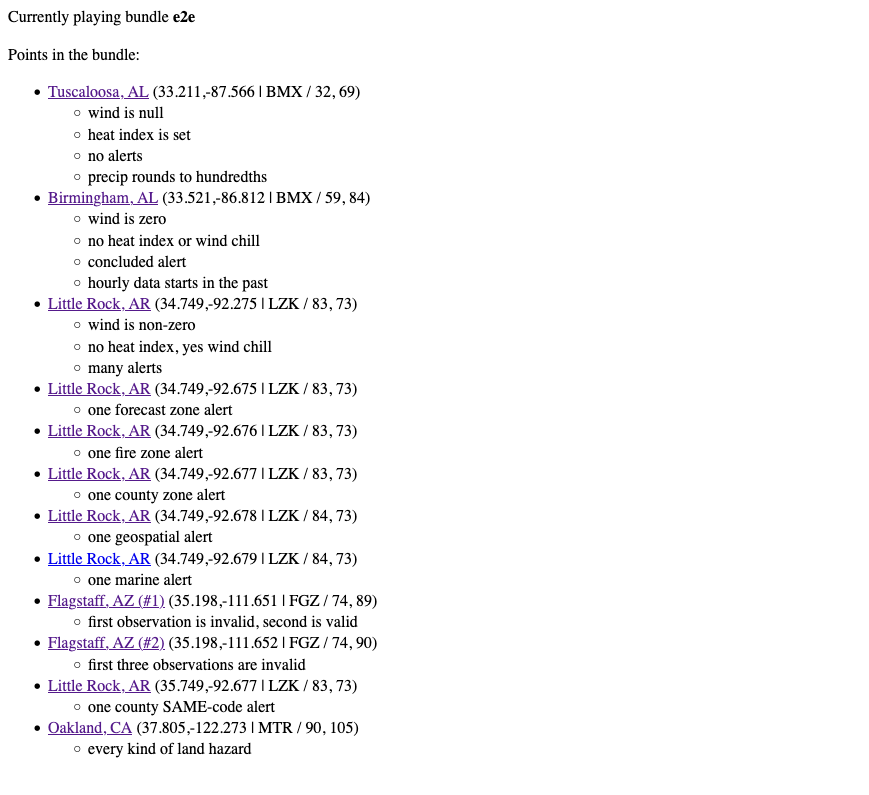 Currently playing bundle e2e
Points in the bundle:
Tuscaloosa, AL (33.211,-87.566 | BMX / 32, 69)
wind is null
heat index is set
no alerts
precip rounds to hundredths
Birmingham, AL (33.521,-86.812 | BMX / 59, 84)
wind is zero
no heat index or wind chill
concluded alert
hourly data starts in the past
Little Rock, AR (34.749,-92.275 | LZK / 83, 73)
wind is non-zero
no heat index, yes wind chill
many alerts
Little Rock, AR (34.749,-92.675 | LZK / 83, 73)
one forecast zone alert
Little Rock, AR (34.749,-92.676 | LZK / 83, 73)
one fire zone alert
Little Rock, AR (34.749,-92.677 | LZK / 83, 73)
one county zone alert
Little Rock, AR (34.749,-92.678 | LZK / 84, 73)
one geospatial alert
Little Rock, AR (34.749,-92.679 | LZK / 84, 73)
one marine alert
Flagstaff, AZ (#1) (35.198,-111.651 | FGZ / 74, 89)
first observation is invalid, second is valid
Flagstaff, AZ (#2) (35.198,-111.652 | FGZ / 74, 90)
first three observations are invalid
Little Rock, AR (35.749,-92.677 | LZK / 83, 73)
one county SAME-code alert
Oakland, CA (37.805,-122.273 | MTR / 90, 105)
every kind of land hazard